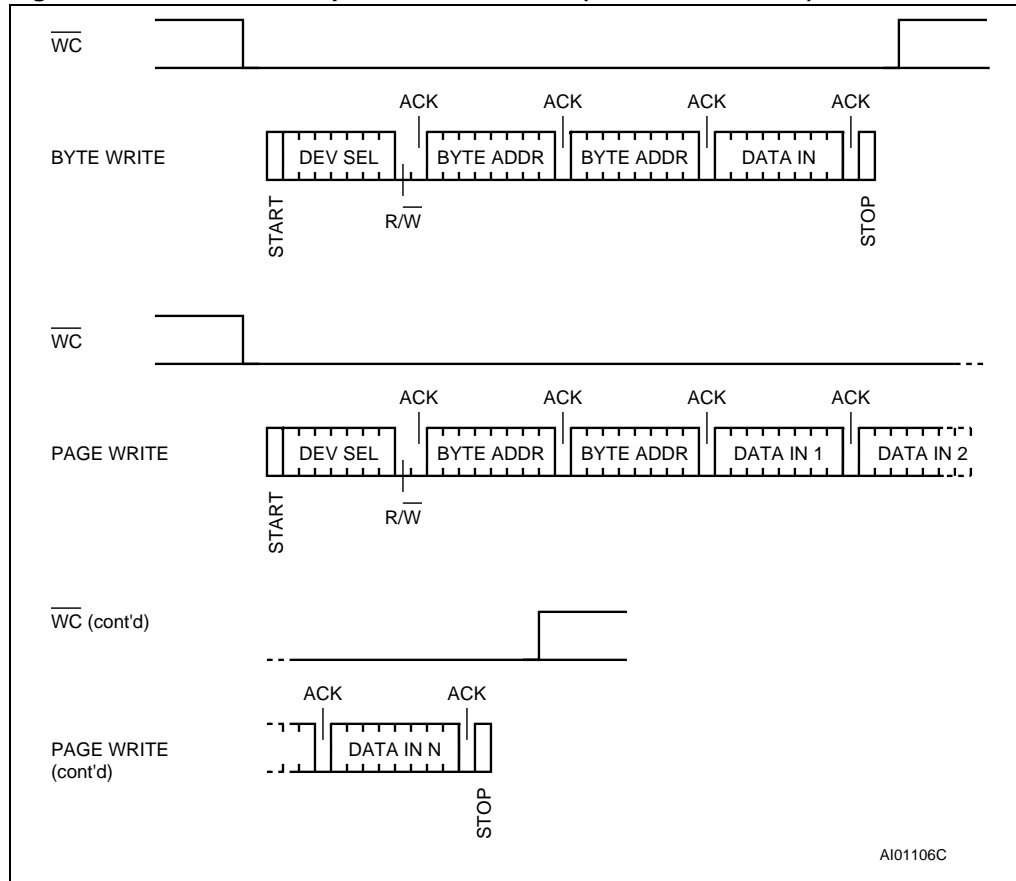 WC
ACK ACK ACK ACK
BYTE WRITE DEV SEL BYTE ADDR BYTE ADDR DATA IN
R/W
START STOP
WC
ACK ACK ACK ACK
PAGE WRITE DEV SEL BYTE ADDR BYTE ADDR DATA IN 1 DATA IN 2
R/W
START
WC (cont'd)
ACK ACK
PAGE WRITE DATA IN N
(cont'd)
STOP
AI01106C